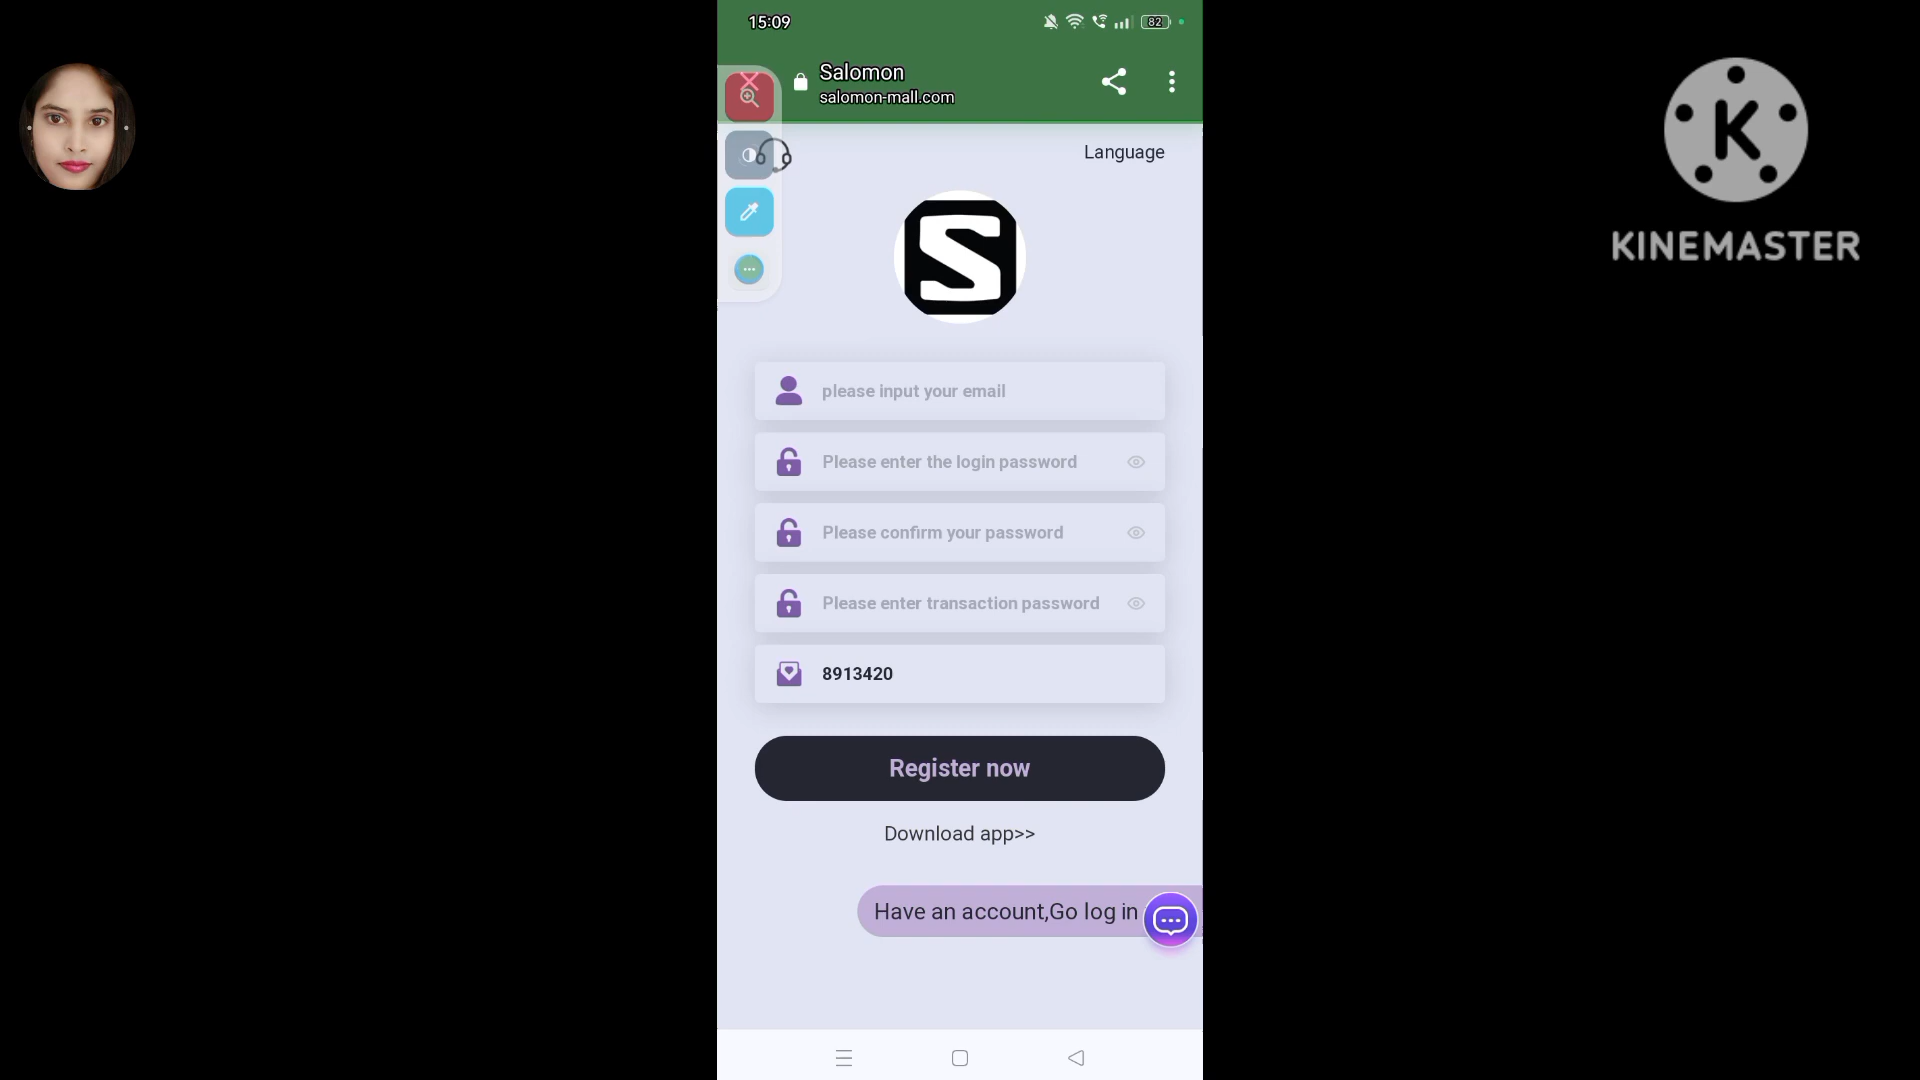 15:09
82
Salomon
salomon-mall.com
Language
S
please input your email
Please enter the login password
Please confirm your password
Please enter transaction password
8913420
Register now
Download app>>
Have an account,Go log in
K
KINEMASTER